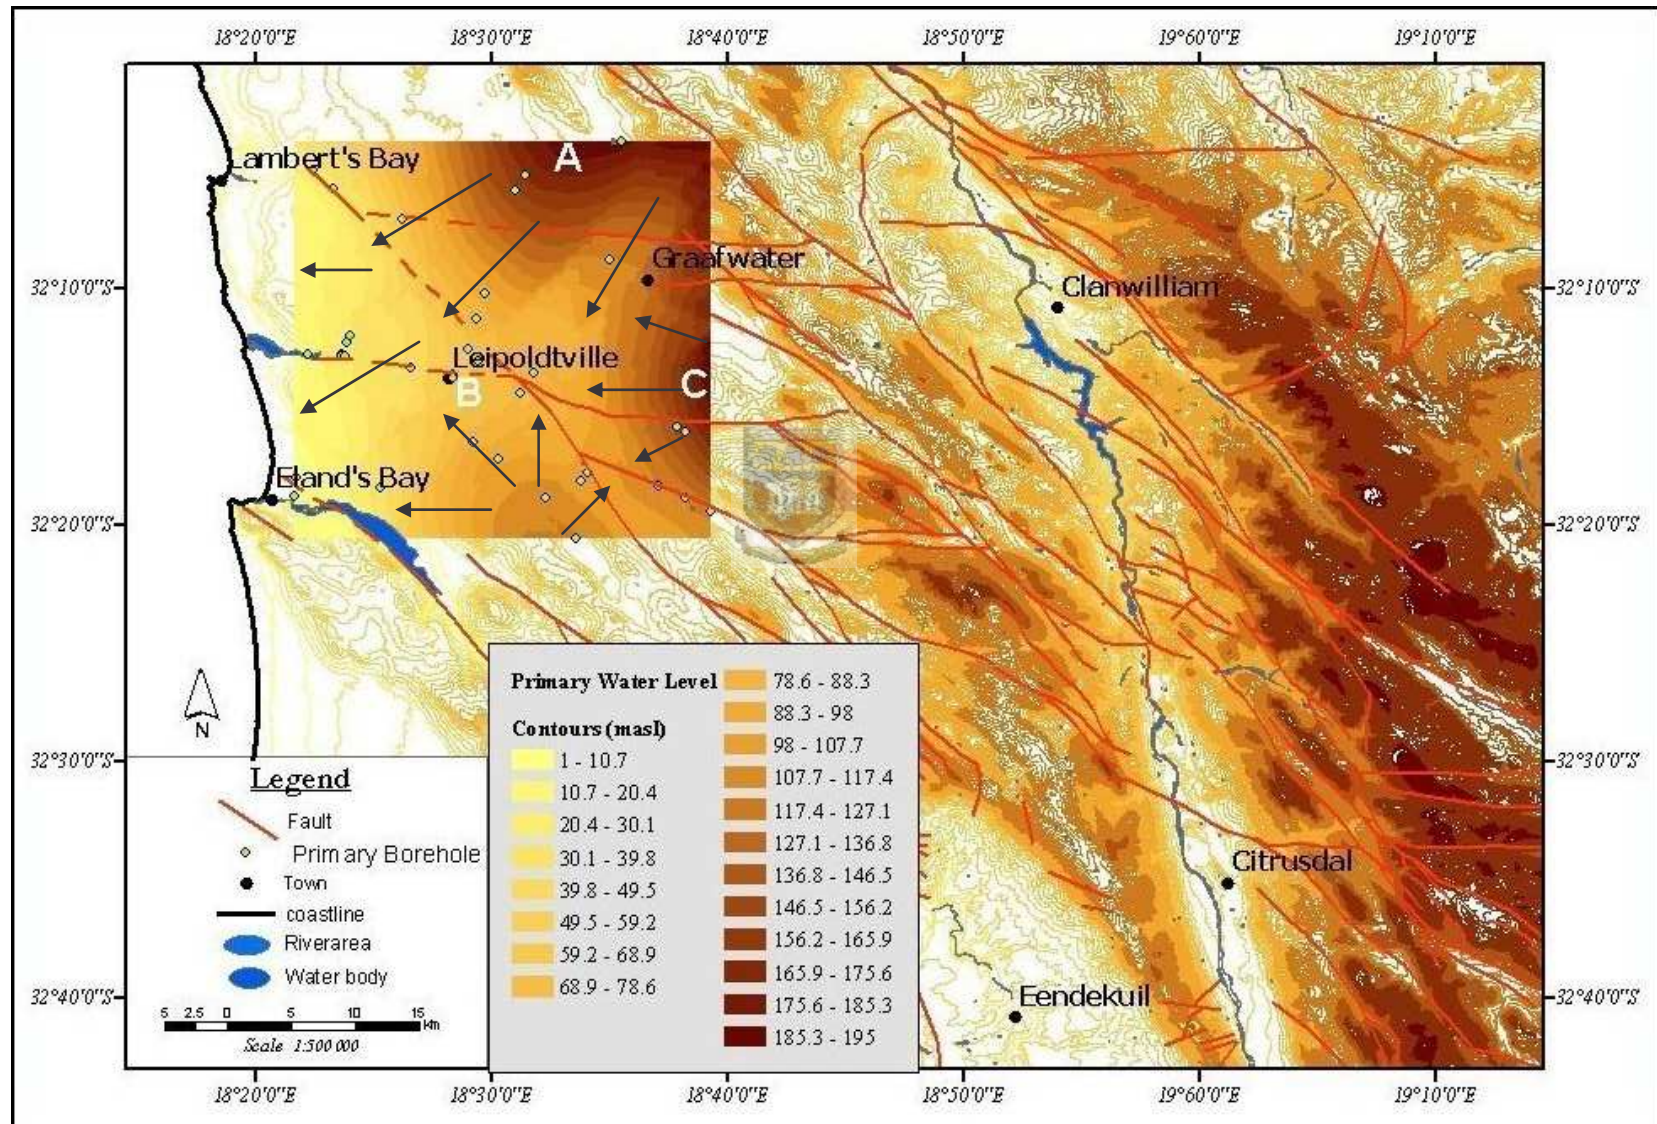 18°20'0"E 18°30'0"E 18°40'0"E 18°50'0"E 19°60'0"E 19°10'0"E
Lambert's Bay
A
Graafwater
32°10'0"S
Clanwilliam
32°10'0"S
Leipoldtville
B
C
Eland's Bay
32°20'0"S
32°20'0"S
N
32°30'0"S
32°30'0"S
Legend
Fault
Primary Borehole
Town
coastline
Riverarea
Water body
5 2.5 0 5 10 15
km
Scale 1:500 000
Primary Water Level
Contours (masl)
1 - 10.7
10.7 - 20.4
20.4 - 30.1
30.1 - 39.8
39.8 - 49.5
49.5 - 59.2
59.2 - 68.9
68.9 - 78.6
78.6 - 88.3
88.3 - 98
98 - 107.7
107.7 - 117.4
117.4 - 127.1
127.1 - 136.8
136.8 - 146.5
146.5 - 156.2
156.2 - 165.9
165.9 - 175.6
175.6 - 185.3
185.3 - 195
Citrusdal
Eendekuil
32°40'0"S
32°40'0"S
18°20'0"E 18°30'0"E 18°40'0"E 18°50'0"E 19°60'0"E 19°10'0"E